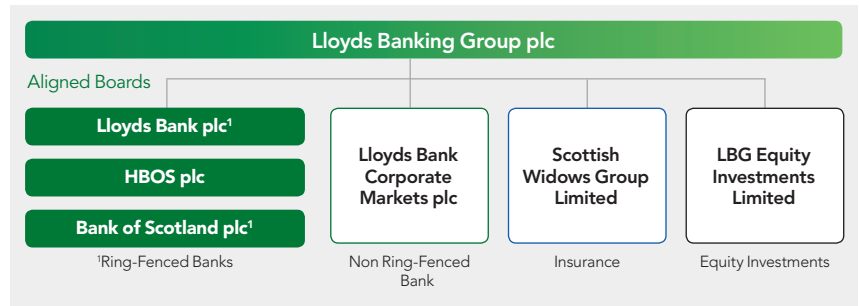 Lloyds Banking Group plc
Aligned Boards
Lloyds Bank plc¹
HBOS plc
Bank of Scotland plc¹
¹Ring-Fenced Banks
Lloyds Bank
Corporate
Markets plc
Non Ring-Fenced
Bank
Scottish
Widows Group
Limited
Insurance
LBG Equity
Investments
Limited
Equity Investments